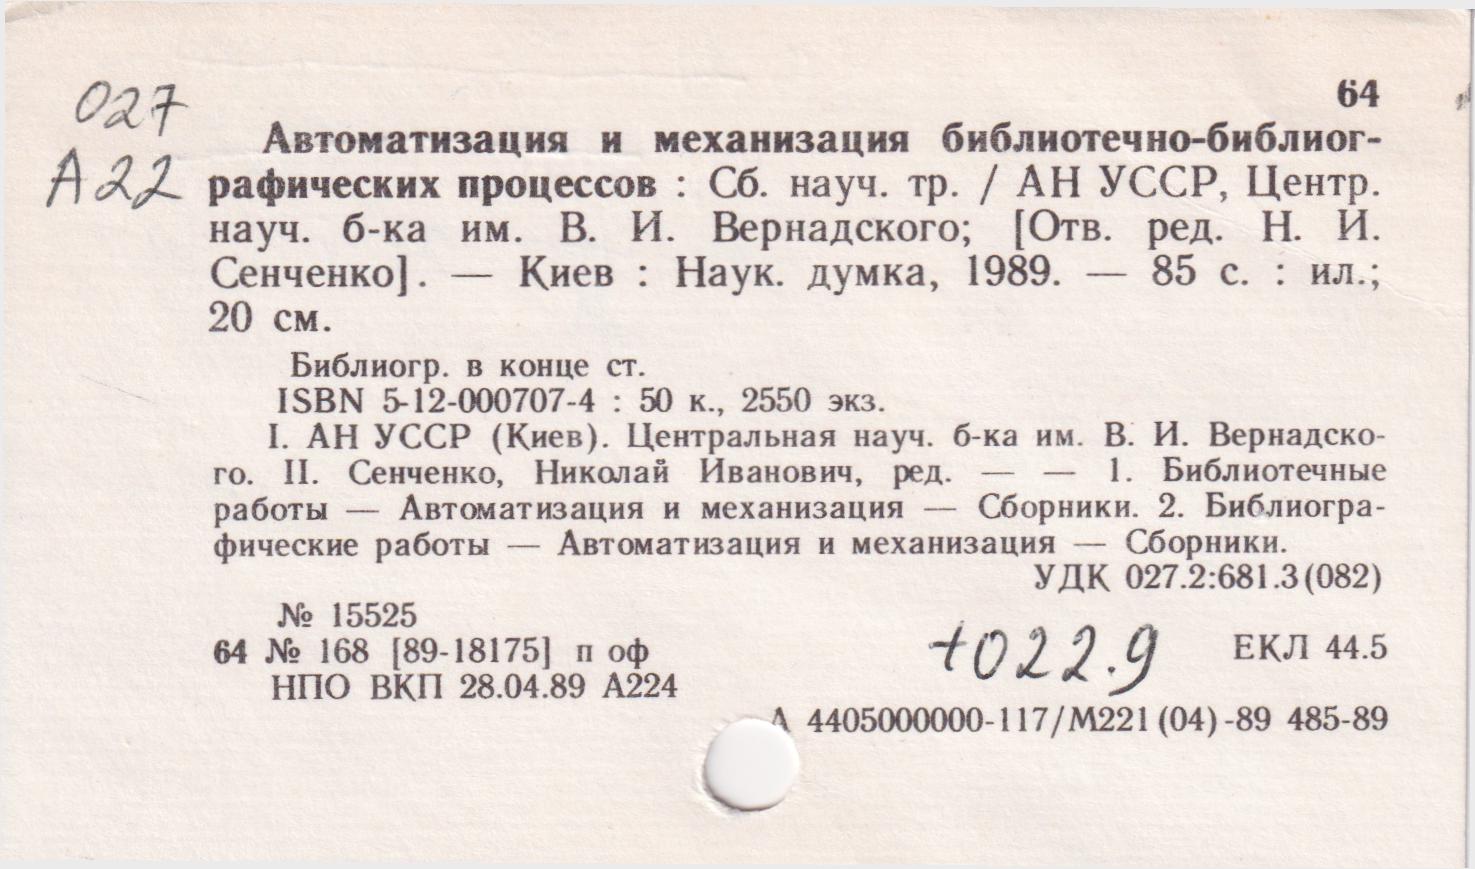 64
027
А22
Автоматизация и механизация библиотечно-библиог-
рафических процессов : Сб. науч. тр. / АН УССР, Центр.
науч. б-ка им. В. И. Вернадского; [Отв. ред. Н. И.
Сенченко]. — Киев : Наук. думка, 1989. — 85 с. : ил.;
20 см.
Библиогр. в конце ст.
ISBN 5-12-000707-4 : 50 к., 2550 экз.
I. АН УССР (Киев). Центральная науч. б-ка им. В. И. Вернадско-
го. II. Сенченко, Николай Иванович, ред. — — 1. Библиотечные
работы — Автоматизация и механизация — Сборники. 2. Библиогра-
фические работы — Автоматизация и механизация — Сборники.
УДК 027.2:681.3(082)
№ 15525
64 № 168 [89-18175] п оф
+022.9 ЕКЛ 44.5
НПО ВКП 28.04.89 А224
А 4405000000-117/М221(04)-89 485-89